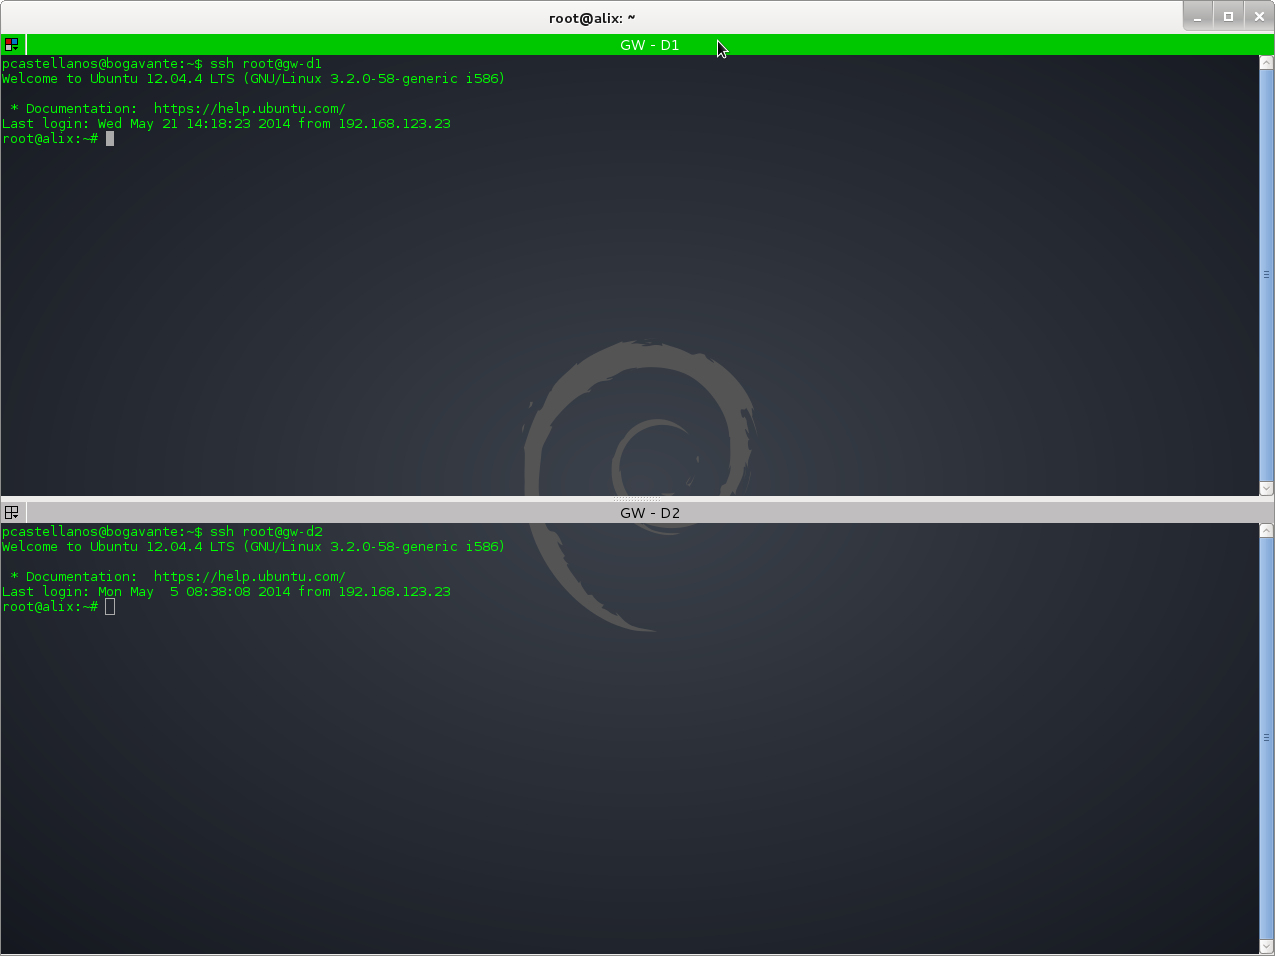 root@alix: ~
GW - D1
pcastellanos@bogavante:~$ ssh root@gw-d1
Welcome to Ubuntu 12.04.4 LTS (GNU/Linux 3.2.0-58-generic i586)
 * Documentation:  https://help.ubuntu.com/
Last login: Wed May 21 14:18:23 2014 from 192.168.123.23
root@alix:~#
GW - D2
pcastellanos@bogavante:~$ ssh root@gw-d2
Welcome to Ubuntu 12.04.4 LTS (GNU/Linux 3.2.0-58-generic i586)
 * Documentation:  https://help.ubuntu.com/
Last login: Mon May  5 08:38:08 2014 from 192.168.123.23
root@alix:~#